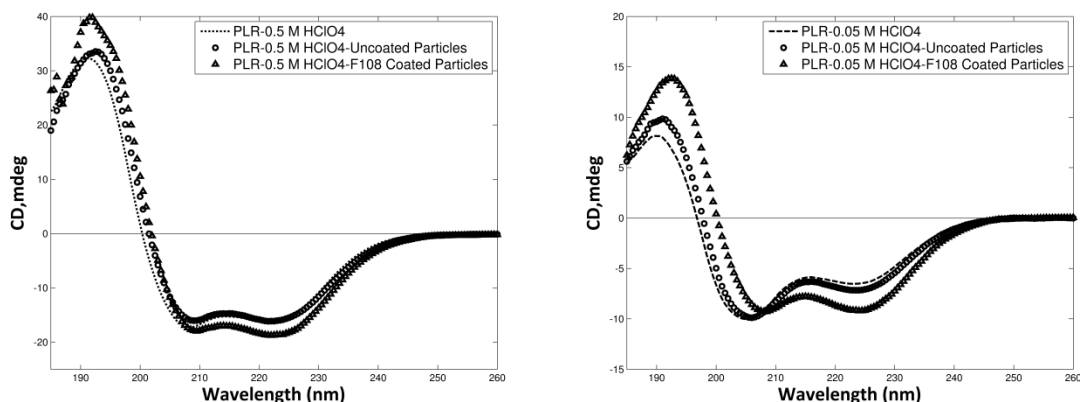 PLR-0.5 M HClO4
PLR-0.5 M HClO4-Uncoated Particles
PLR-0.5 M HClO4-F108 Coated Particles
40
30
20
10
0
-10
-20
CD,mdeg
190 200 210 220 230 240 250 260
Wavelength (nm)
PLR-0.05 M HClO4
PLR-0.05 M HClO4-Uncoated Particles
PLR-0.05 M HClO4-F108 Coated Particles
20
15
10
5
0
-5
-10
-15
CD,mdeg
190 200 210 220 230 240 250 260
Wavelength (nm)